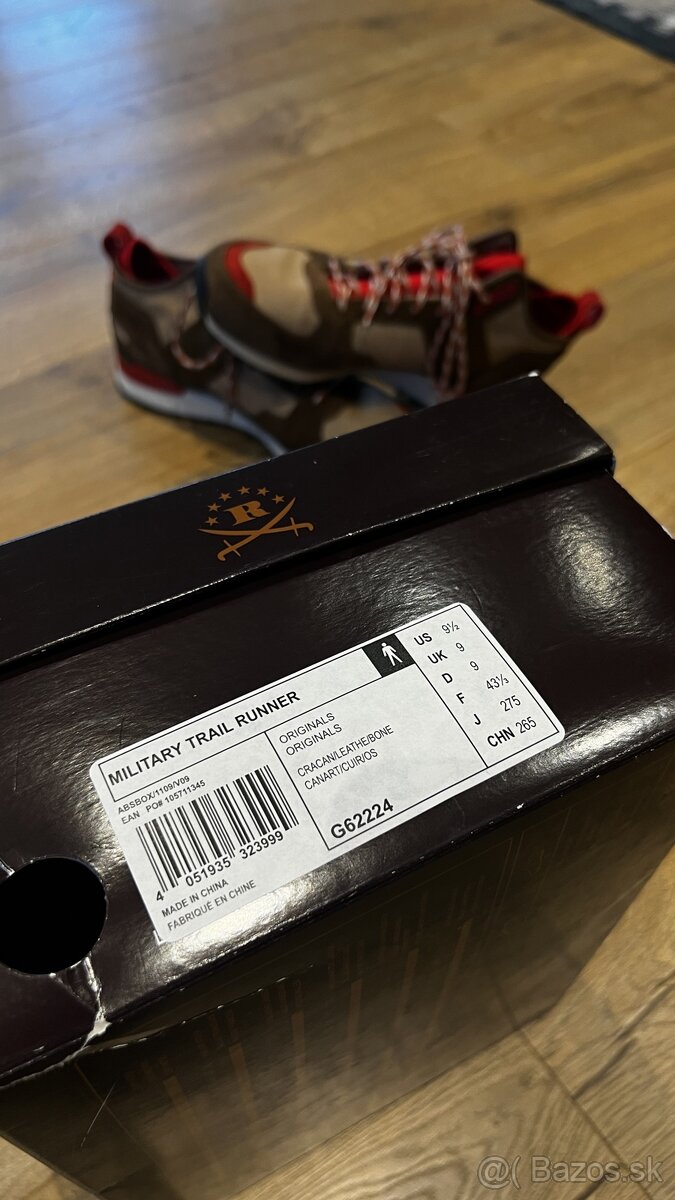 R
MILITARY TRAIL RUNNER
ABSBOX/1109/V09
EAN PO# 105711345
4 051935 323999
MADE IN CHINA
FABRIQUÉ EN CHINE
ORIGINALS
ORIGINALS
CRACAN/LEATHE/BONE
CANART/CUIR/OS
G62224
US 9½
UK 9
D 9
F 43⅓
J 275
CHN 265
@( Bazos.sk